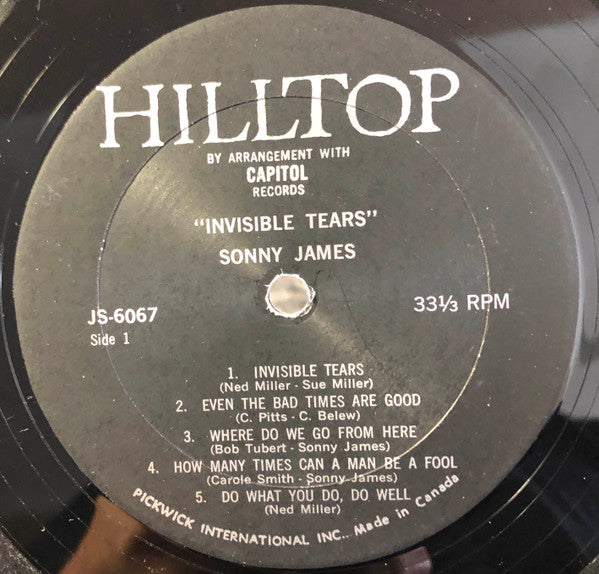 HILLTOP
BY ARRANGEMENT WITH
CAPITOL
RECORDS
"INVISIBLE TEARS"
SONNY JAMES
JS-6067
Side 1
33⅓ RPM
1. INVISIBLE TEARS
(Ned Miller - Sue Miller)
2. EVEN THE BAD TIMES ARE GOOD
(C. Pitts - C. Belew)
3. WHERE DO WE GO FROM HERE
(Bob Tubert - Sonny James)
4. HOW MANY TIMES CAN A MAN BE A FOOL
(Carole Smith - Sonny James)
5. DO WHAT YOU DO, DO WELL
(Ned Miller)
PICKWICK INTERNATIONAL INC.. Made in Canada